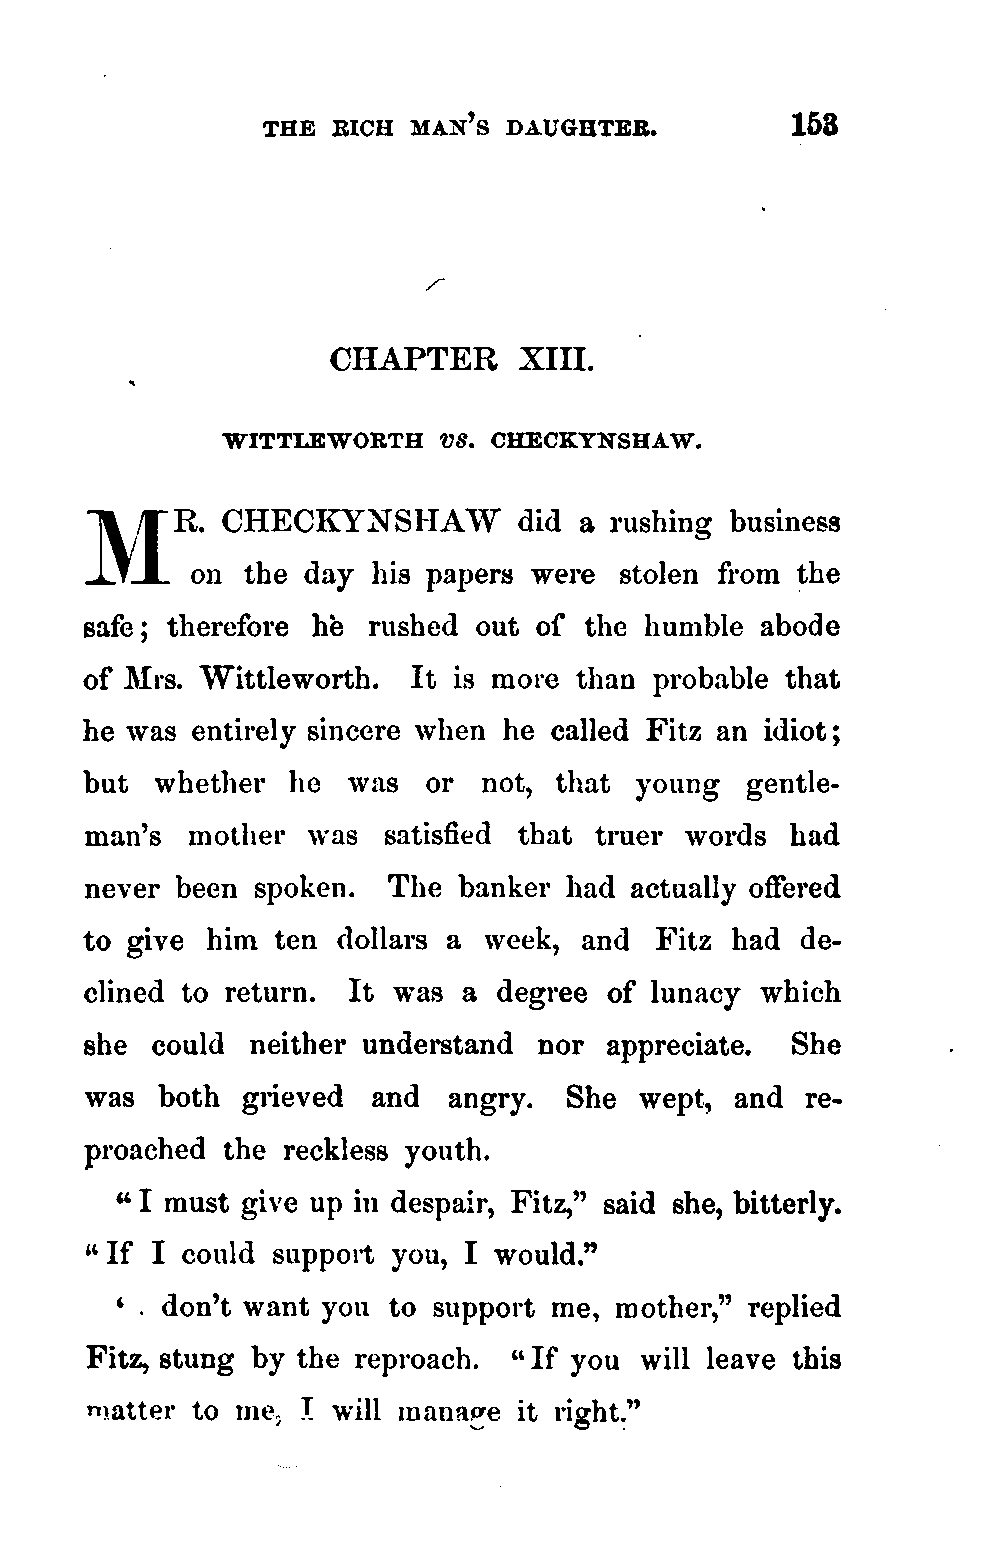 THE RICH MAN'S DAUGHTER. 153
CHAPTER XIII.
WITTLEWORTH vs. CHECKYNSHAW.
MR. CHECKYNSHAW did a rushing business
on the day his papers were stolen from the
safe; therefore he rushed out of the humble abode
of Mrs. Wittleworth. It is more than probable that
he was entirely sincere when he called Fitz an idiot;
but whether he was or not, that young gentle-
man's mother was satisfied that truer words had
never been spoken. The banker had actually offered
to give him ten dollars a week, and Fitz had de-
clined to return. It was a degree of lunacy which
she could neither understand nor appreciate. She
was both grieved and angry. She wept, and re-
proached the reckless youth.
"I must give up in despair, Fitz," said she, bitterly.
"If I could support you, I would."
' . don't want you to support me, mother," replied
Fitz, stung by the reproach. "If you will leave this
matter to me, I will manage it right."